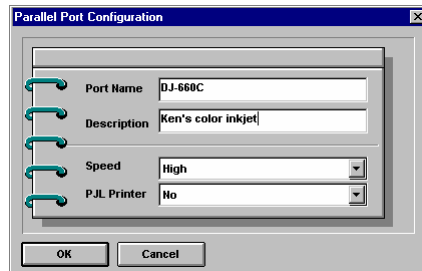 Parallel Port Configuration
Port Name DJ-660C
Description Ken's color inkjet
Speed High
PJL Printer No
OK Cancel